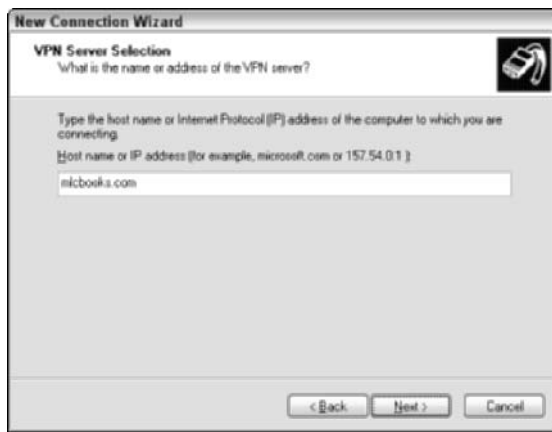 New Connection Wizard
VPN Server Selection
What is the name or address of the VPN server?
Type the host name or Internet Protocol (IP) address of the computer to which you are
connecting.
Host name or IP address (for example, microsoft.com or 157.54.0.1 ):
micbooks.com
< Back
Next >
Cancel